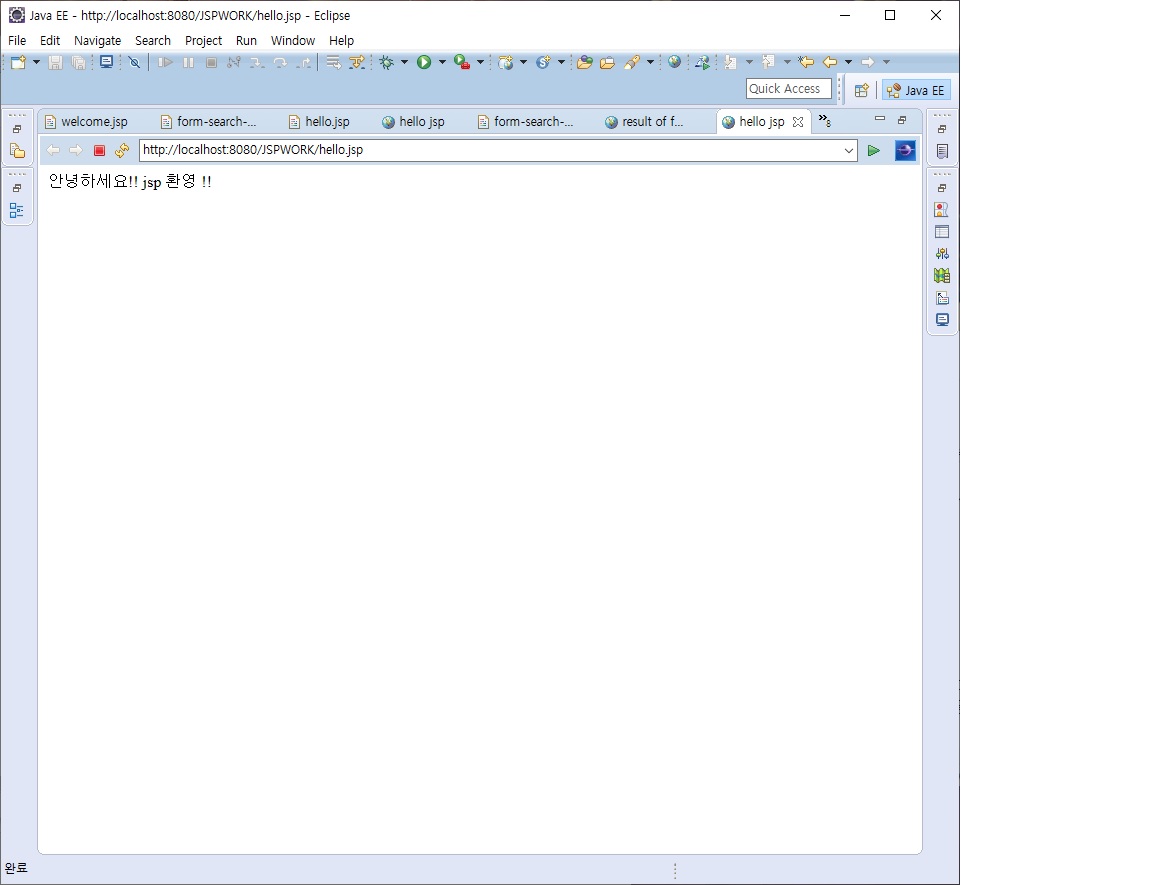 Java EE - http://localhost:8080/JSPWORK/hello.jsp - Eclipse
File Edit Navigate Search Project Run Window Help
Quick Access Java EE
welcome.jsp form-search-... hello.jsp hello jsp form-search-... result of f... hello jsp »8
http://localhost:8080/JSPWORK/hello.jsp
안녕하세요!! jsp 환영 !!
완료